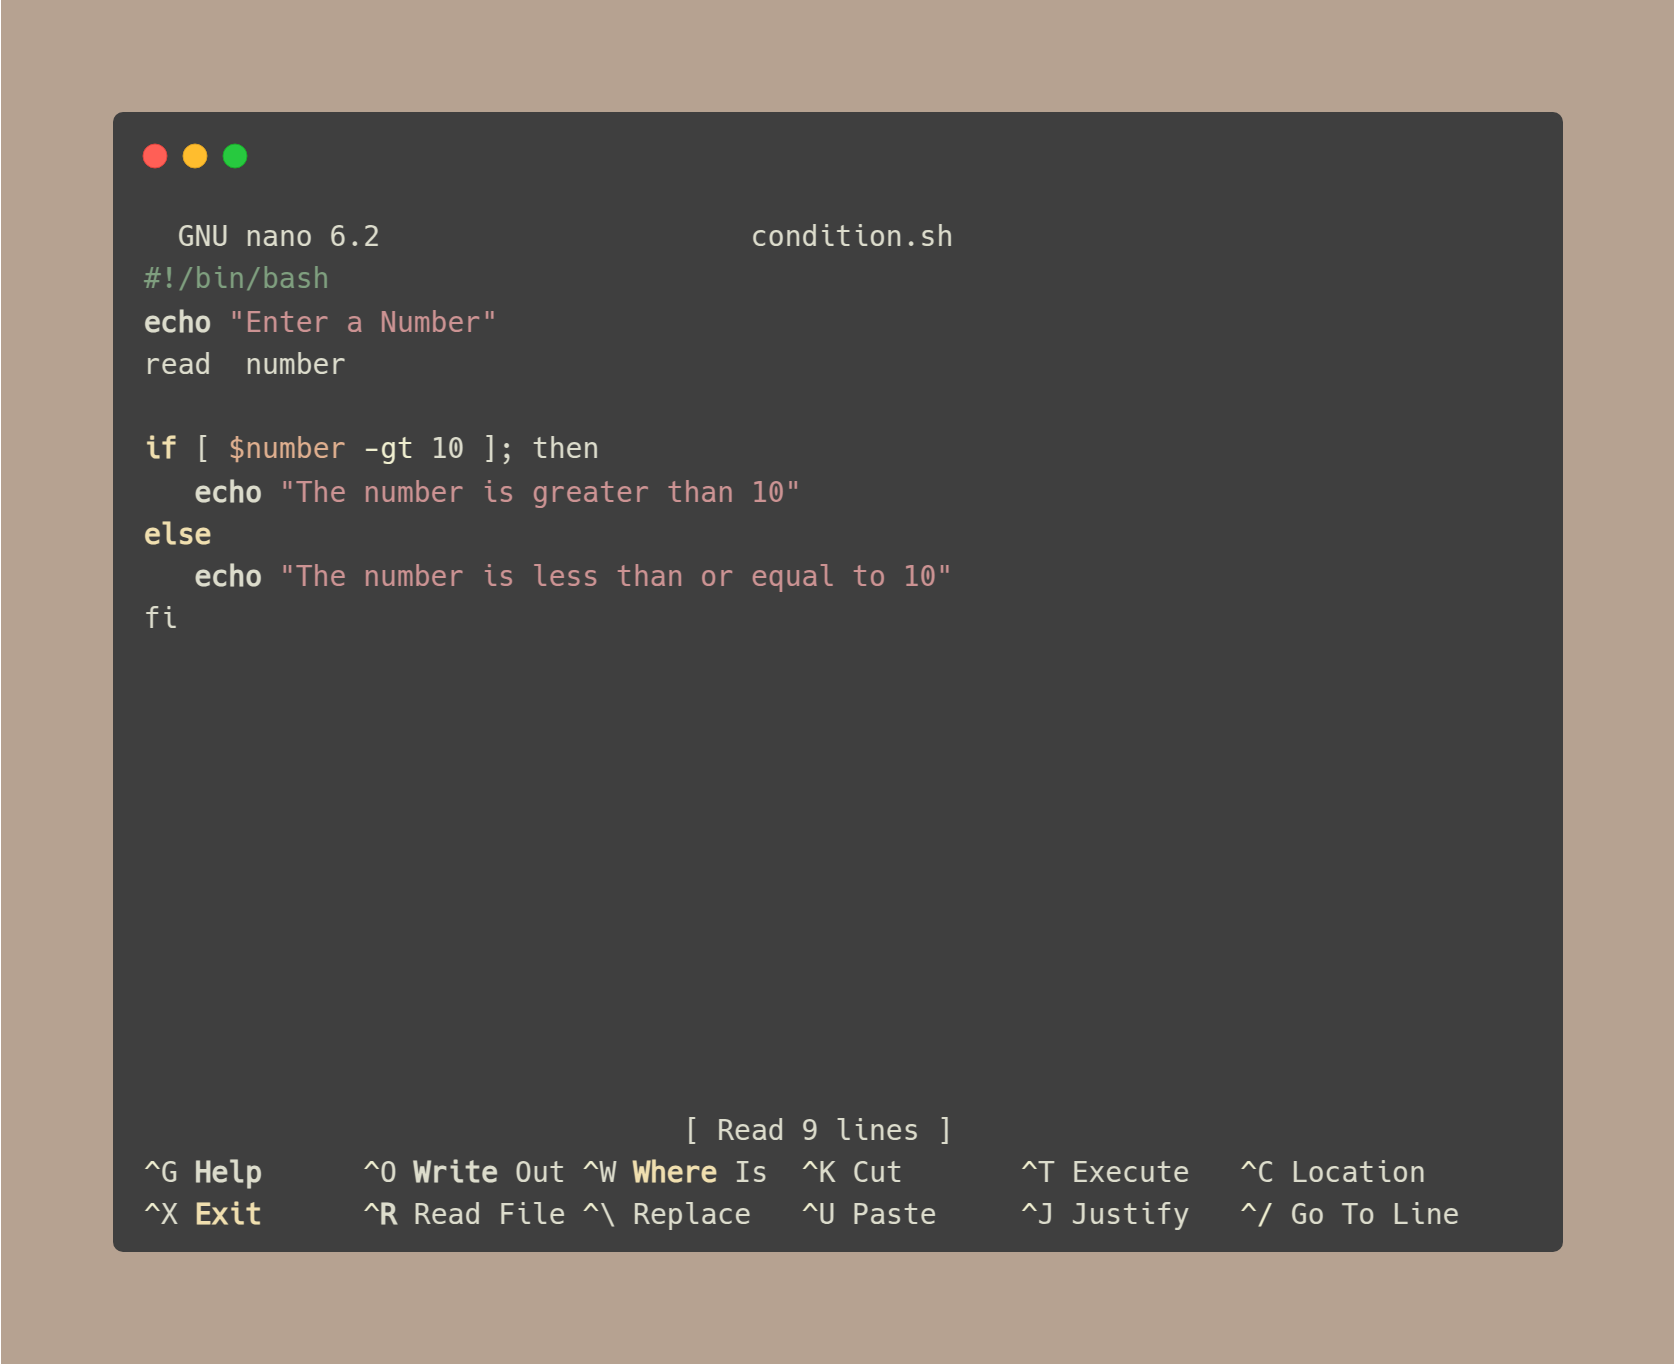 GNU nano 6.2                      condition.sh
#!/bin/bash
echo "Enter a Number"
read  number

if [ $number -gt 10 ]; then
   echo "The number is greater than 10"
else
   echo "The number is less than or equal to 10"
fi

                                [ Read 9 lines ]
^G Help      ^O Write Out ^W Where Is  ^K Cut       ^T Execute   ^C Location
^X Exit      ^R Read File ^\ Replace   ^U Paste     ^J Justify   ^/ Go To Line